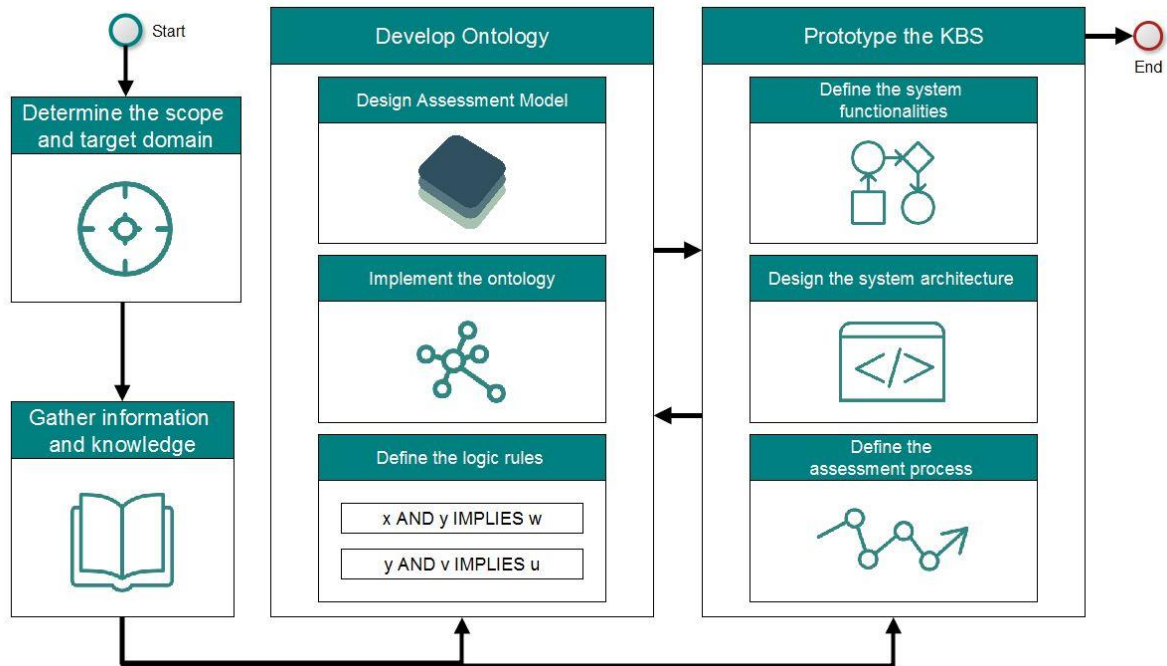 Start
Determine the scope
and target domain
Gather information
and knowledge
Develop Ontology
Design Assessment Model
Implement the ontology
Define the logic rules
x AND y IMPLIES w
y AND v IMPLIES u
Prototype the KBS
Define the system
functionalities
Design the system architecture
</>
Define the
assessment process
End